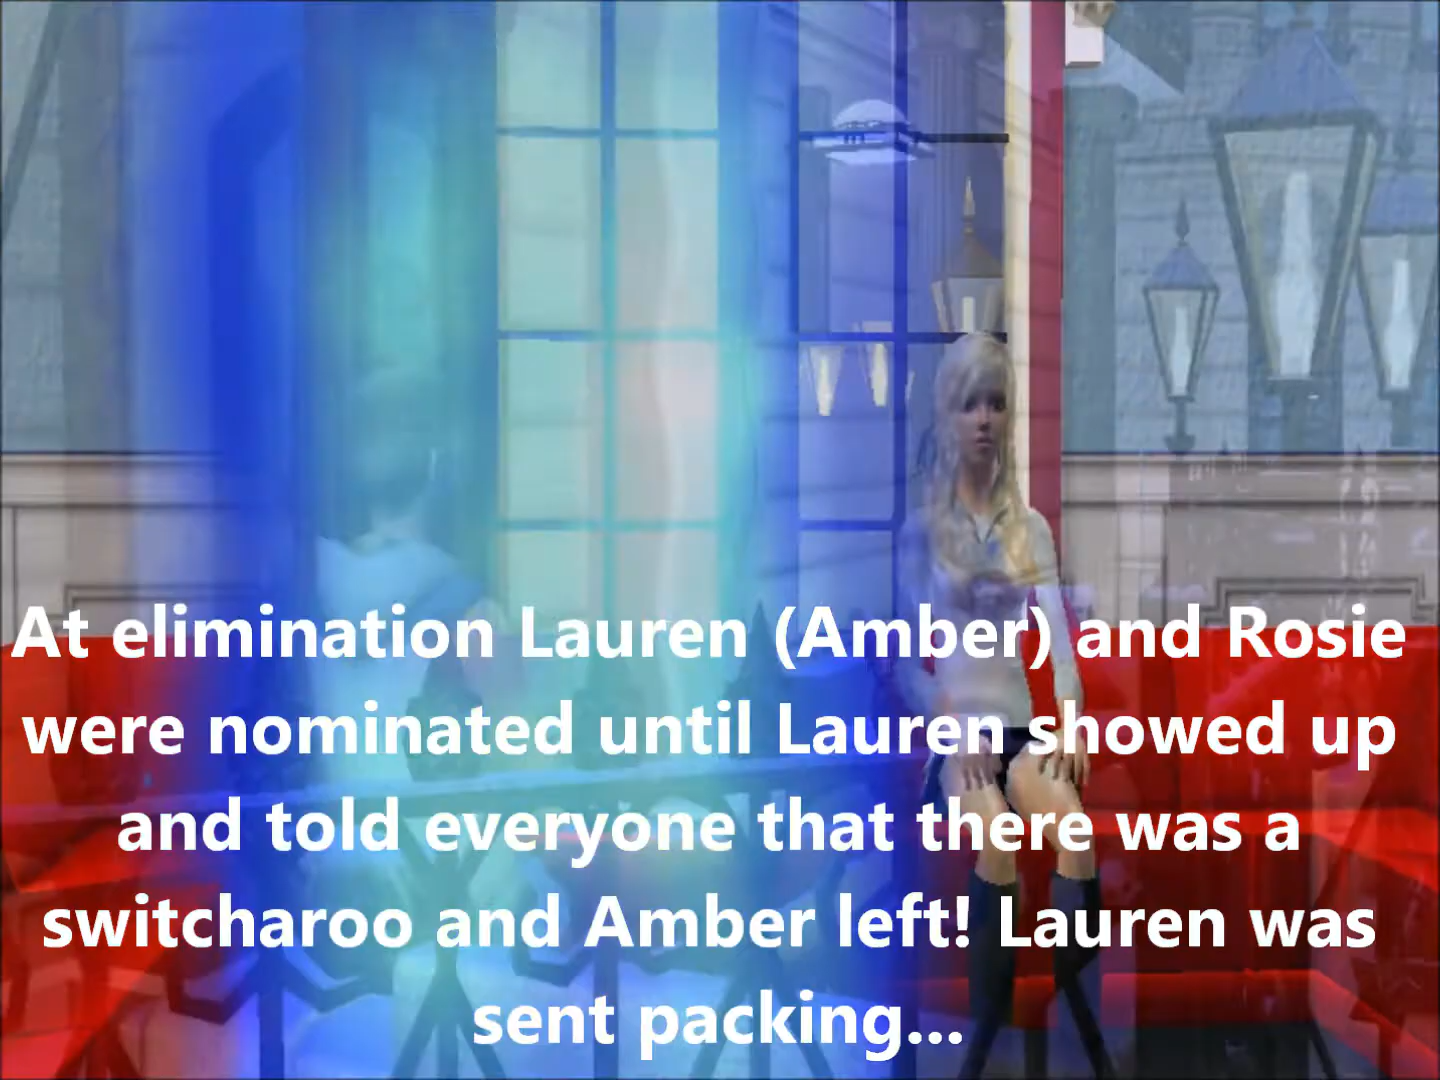 At elimination Lauren (Amber) and Rosie
were nominated until Lauren showed up
and told everyone that there was a
switcharoo and Amber left! Lauren was
sent packing...